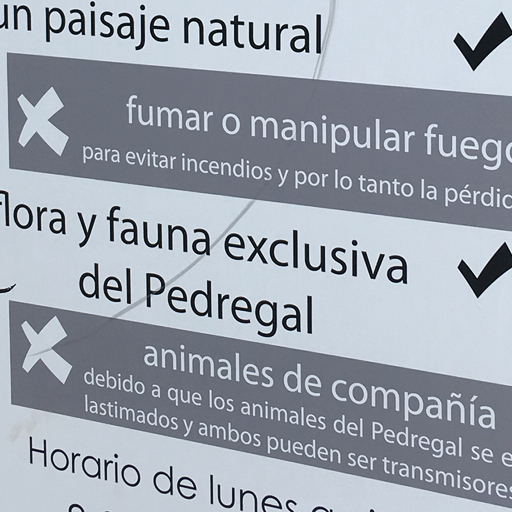 un paisaje natural
fumar o manipular fuego
para evitar incendios y por lo tanto la
flora y fauna exclusiva
del Pedregal
animales de compañía
debido a que los animales del Pedregal se
lastimados y ambos pueden ser transmisores
Horario de lunes